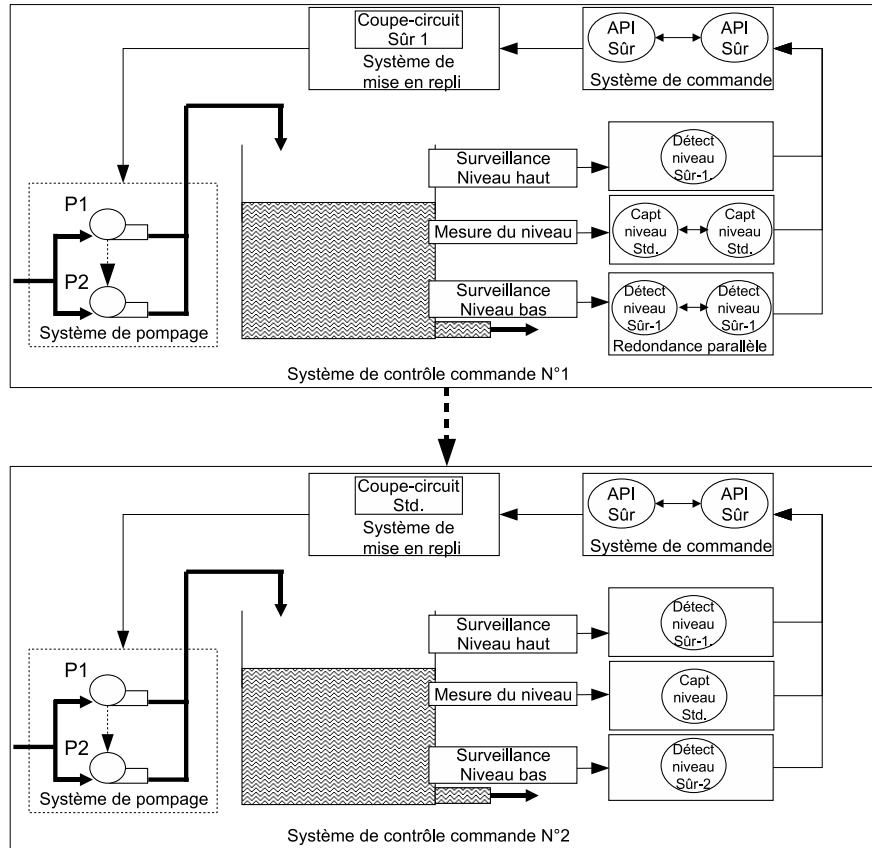 Coupe-circuit
Sûr 1
Système de
mise en repli
API
Sûr
API
Sûr
Système de commande
Surveillance
Niveau haut
Détect
niveau
Sûr-1.
P1
P2
Système de pompage
Mesure du niveau
Capt
niveau
Std.
Capt
niveau
Std.
Surveillance
Niveau bas
Détect
niveau
Sûr-1
Détect
niveau
Sûr-1
Redondance parallèle
Système de contrôle commande N°1
Coupe-circuit
Std.
Système de
mise en repli
API
Sûr
API
Sûr
Système de commande
Surveillance
Niveau haut
Détect
niveau
Sûr-1.
P1
P2
Système de pompage
Mesure du niveau
Capt
niveau
Std.
Surveillance
Niveau bas
Détect
niveau
Sûr-2
Système de contrôle commande N°2